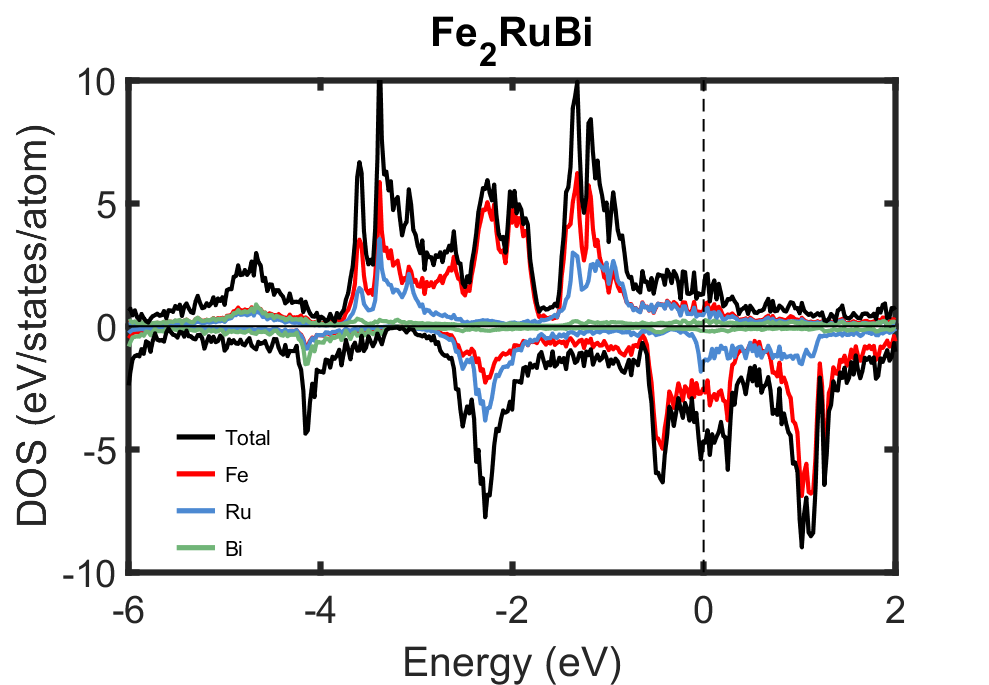 Fe₂RuBi
10
5
0
-5
-10
DOS (eV/states/atom)
Total
Fe
Ru
Bi
-6 -4 -2 0 2
Energy (eV)